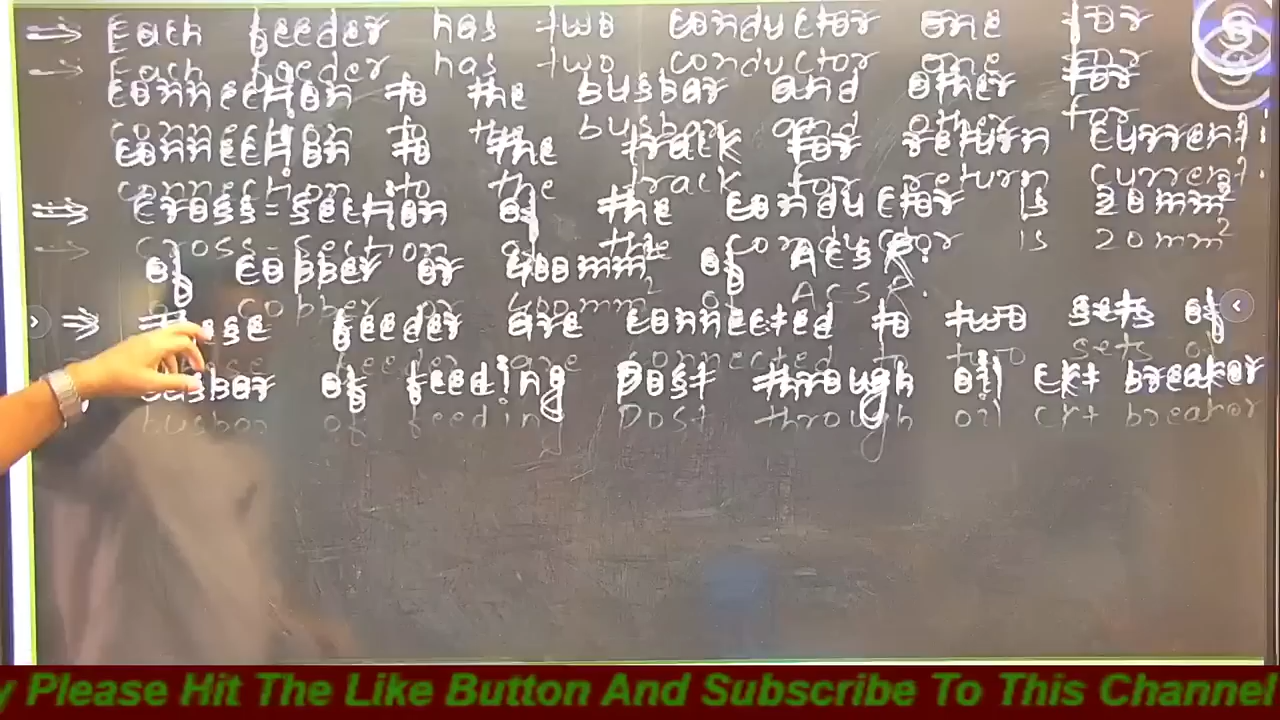 ⇒ Each feeder has two conductor one for
connection to the busbar and other for
connection to the track for return current.
⇒ Cross-section of the conductor is 20mm²
of cobber or 400mm² of ACSR.
⇒ These feeder are connected to two sets of
busbar of feeding Post through oil ckt breaker
Please Hit The Like Button And Subscribe To This Channel